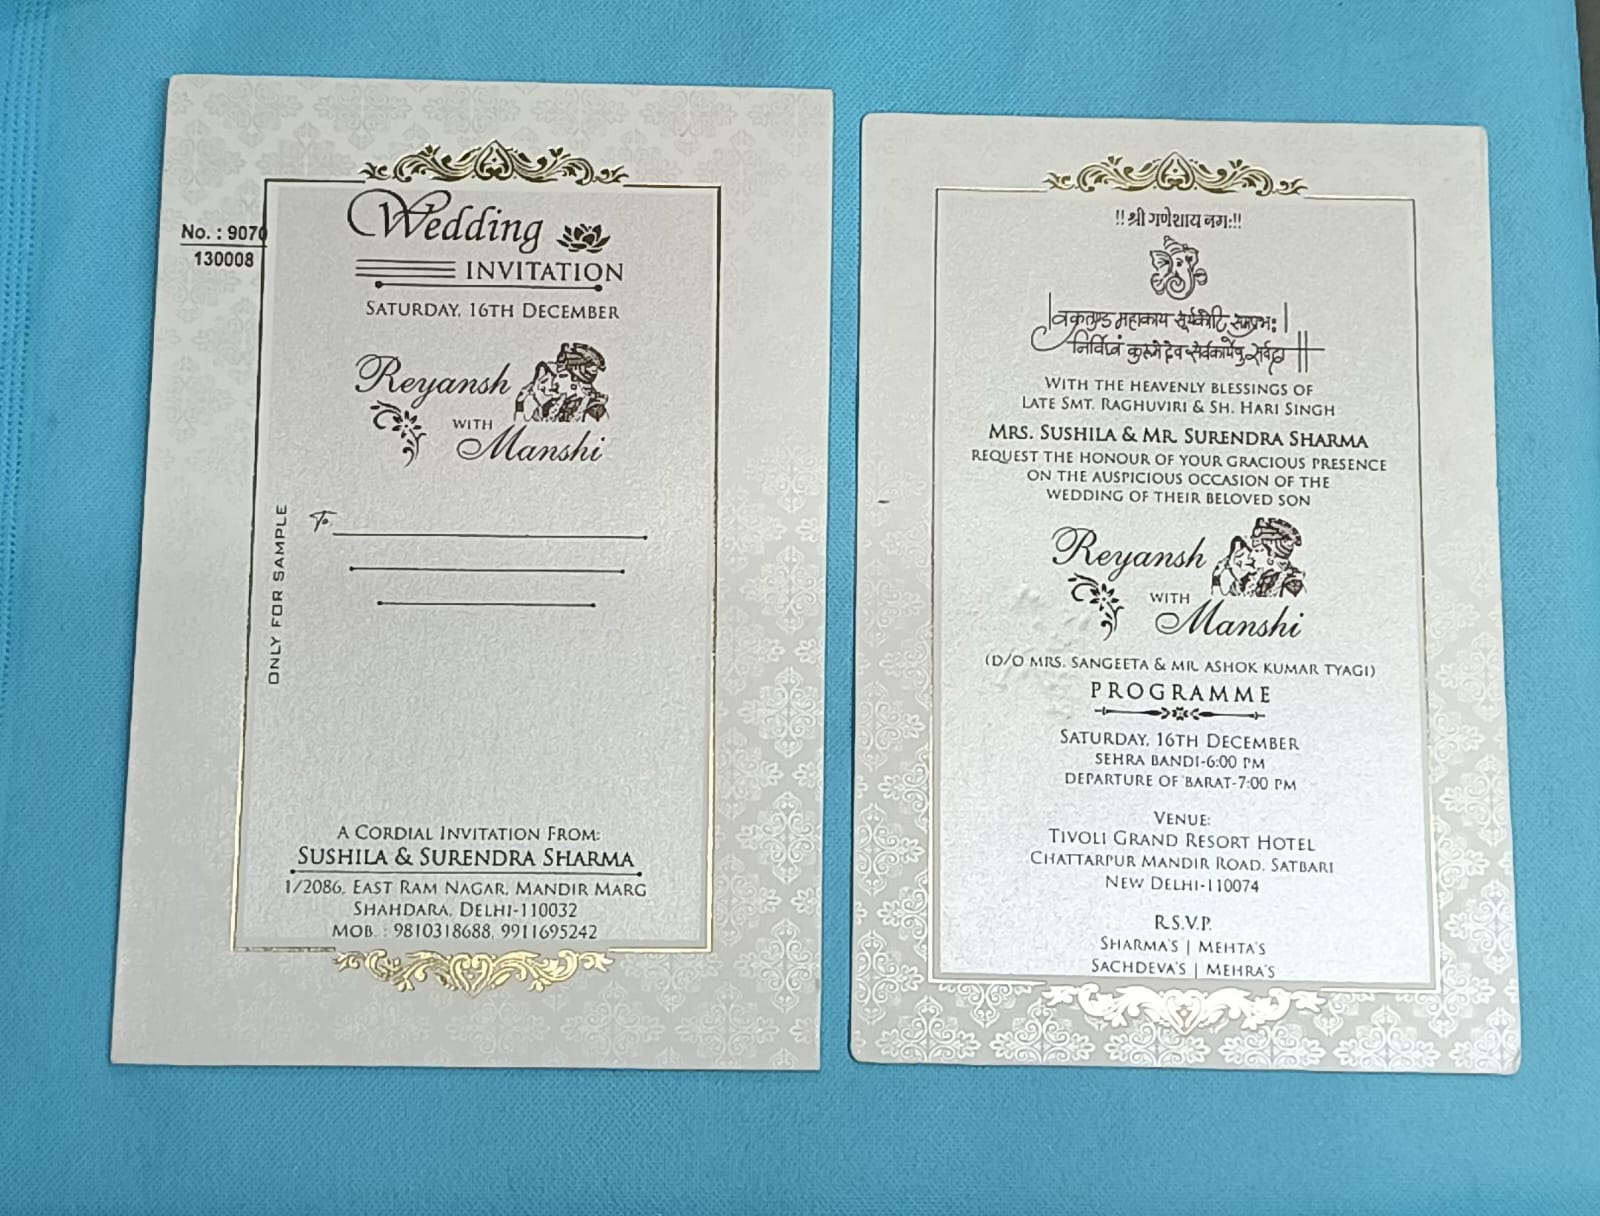 No. : 9070
130008
Wedding
INVITATION
SATURDAY, 16TH DECEMBER
Reyansh
WITH
Manshi
To
ONLY FOR SAMPLE
A CORDIAL INVITATION FROM:
SUSHILA & SURENDRA SHARMA
1/2086, EAST RAM NAGAR, MANDIR MARG
SHAHDARA, DELHI-110032
MOB. : 9810318688, 9911695242
!! श्री गणेशाय नमः !!
वक्रतुण्ड महाकाय सूर्यकोटि समप्रभः।
निर्विघ्नं कुरूमे देव सर्वकार्येषु सर्वदा॥
WITH THE HEAVENLY BLESSINGS OF
LATE SMT. RAGHUVIRI & SH. HARI SINGH
MRS. SUSHILA & MR. SURENDRA SHARMA
REQUEST THE HONOUR OF YOUR GRACIOUS PRESENCE
ON THE AUSPICIOUS OCCASION OF THE
WEDDING OF THEIR BELOVED SON
Reyansh
WITH
Manshi
(D/O MRS. SANGEETA & MR. ASHOK KUMAR TYAGI)
PROGRAMME
SATURDAY, 16TH DECEMBER
SEHRA BANDI-6:00 PM
DEPARTURE OF BARAT-7:00 PM
VENUE:
TIVOLI GRAND RESORT HOTEL
CHATTARPUR MANDIR ROAD, SATBARI
NEW DELHI-110074
R.S.V.P.
SHARMA'S | MEHTA'S
SACHDEVA'S | MEHRA'S